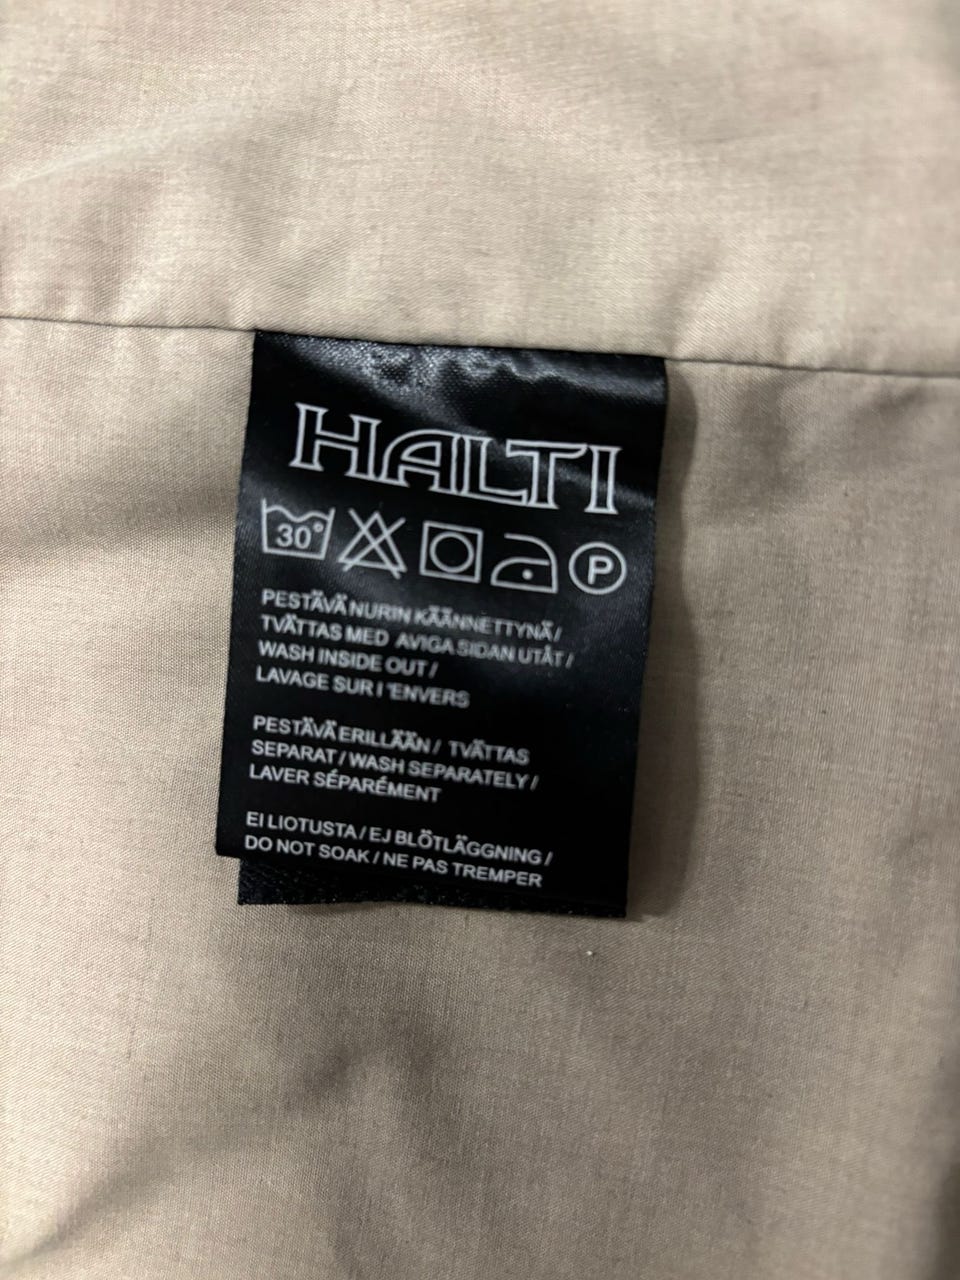 HALTI
30°
P
PESTÄVÄ NURIN KÄÄNNETTYNÄ /
TVÄTTAS MED AVIGA SIDAN UTÅT /
WASH INSIDE OUT /
LAVAGE SUR l 'ENVERS
PESTÄVÄ ERILLÄÄN / TVÄTTAS
SEPARAT / WASH SEPARATELY /
LAVER SÉPARÉMENT
EI LIOTUSTA / EJ BLÖTLÄGGNING /
DO NOT SOAK / NE PAS TREMPER